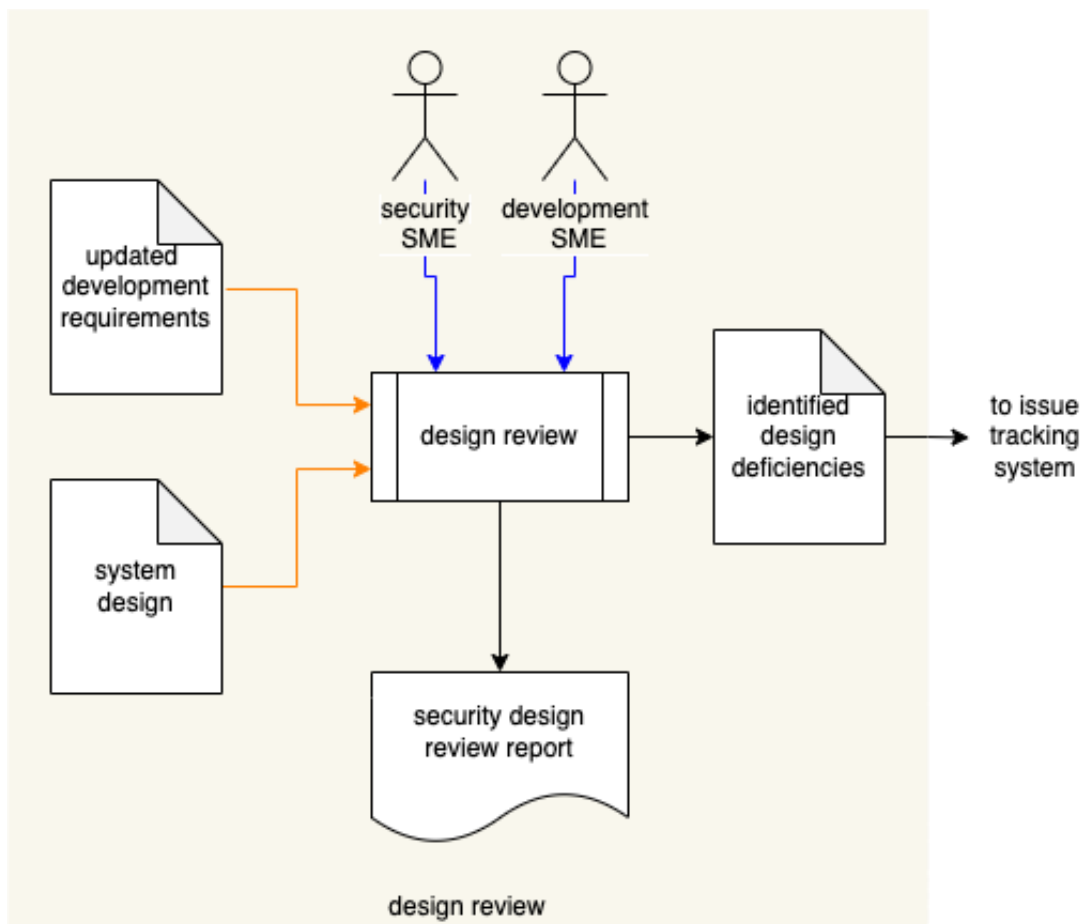 security
SME
development
SME
updated
development
requirements
design review
identified
design
deficiencies
to issue
tracking
system
system
design
security design
review report
design review